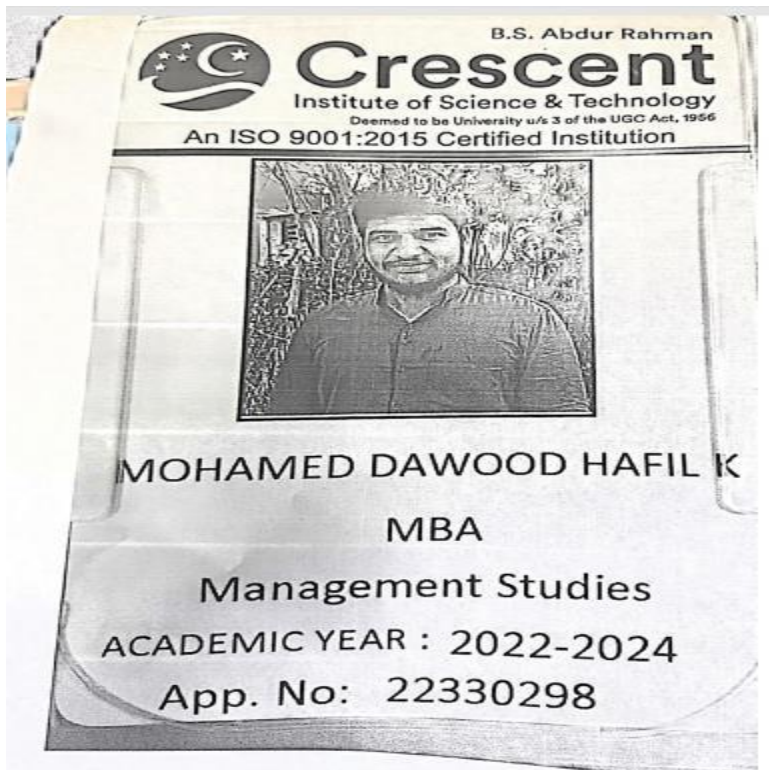 B.S. Abdur Rahman
Crescent
Institute of Science & Technology
Deemed to be University u/s 3 of the UGC Act, 1956
An ISO 9001:2015 Certified Institution
MOHAMED DAWOOD HAFIL K
MBA
Management Studies
ACADEMIC YEAR : 2022-2024
App. No: 22330298